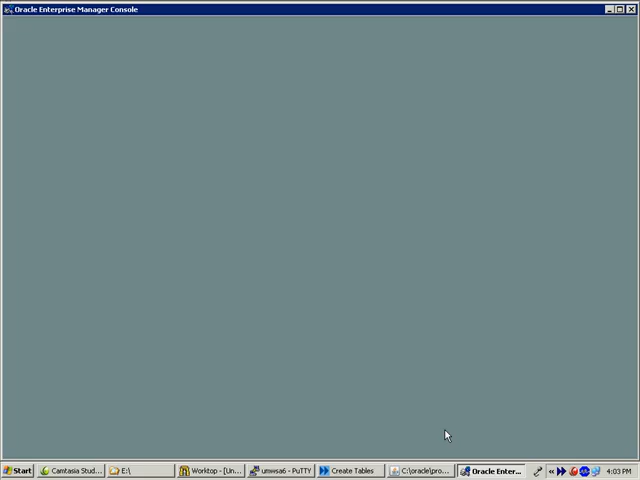 Oracle Enterprise Manager Console
Start
Camtasia Stud...
E:\
Worktop - [Un...
umwsa6 - PuTTY
Create Tables
C:\oracle\pro...
Oracle Enter...
«
4:03 PM